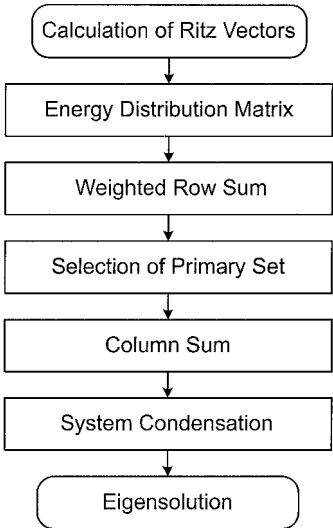 Calculation of Ritz Vectors
Energy Distribution Matrix
Weighted Row Sum
Selection of Primary Set
Column Sum
System Condensation
Eigensolution